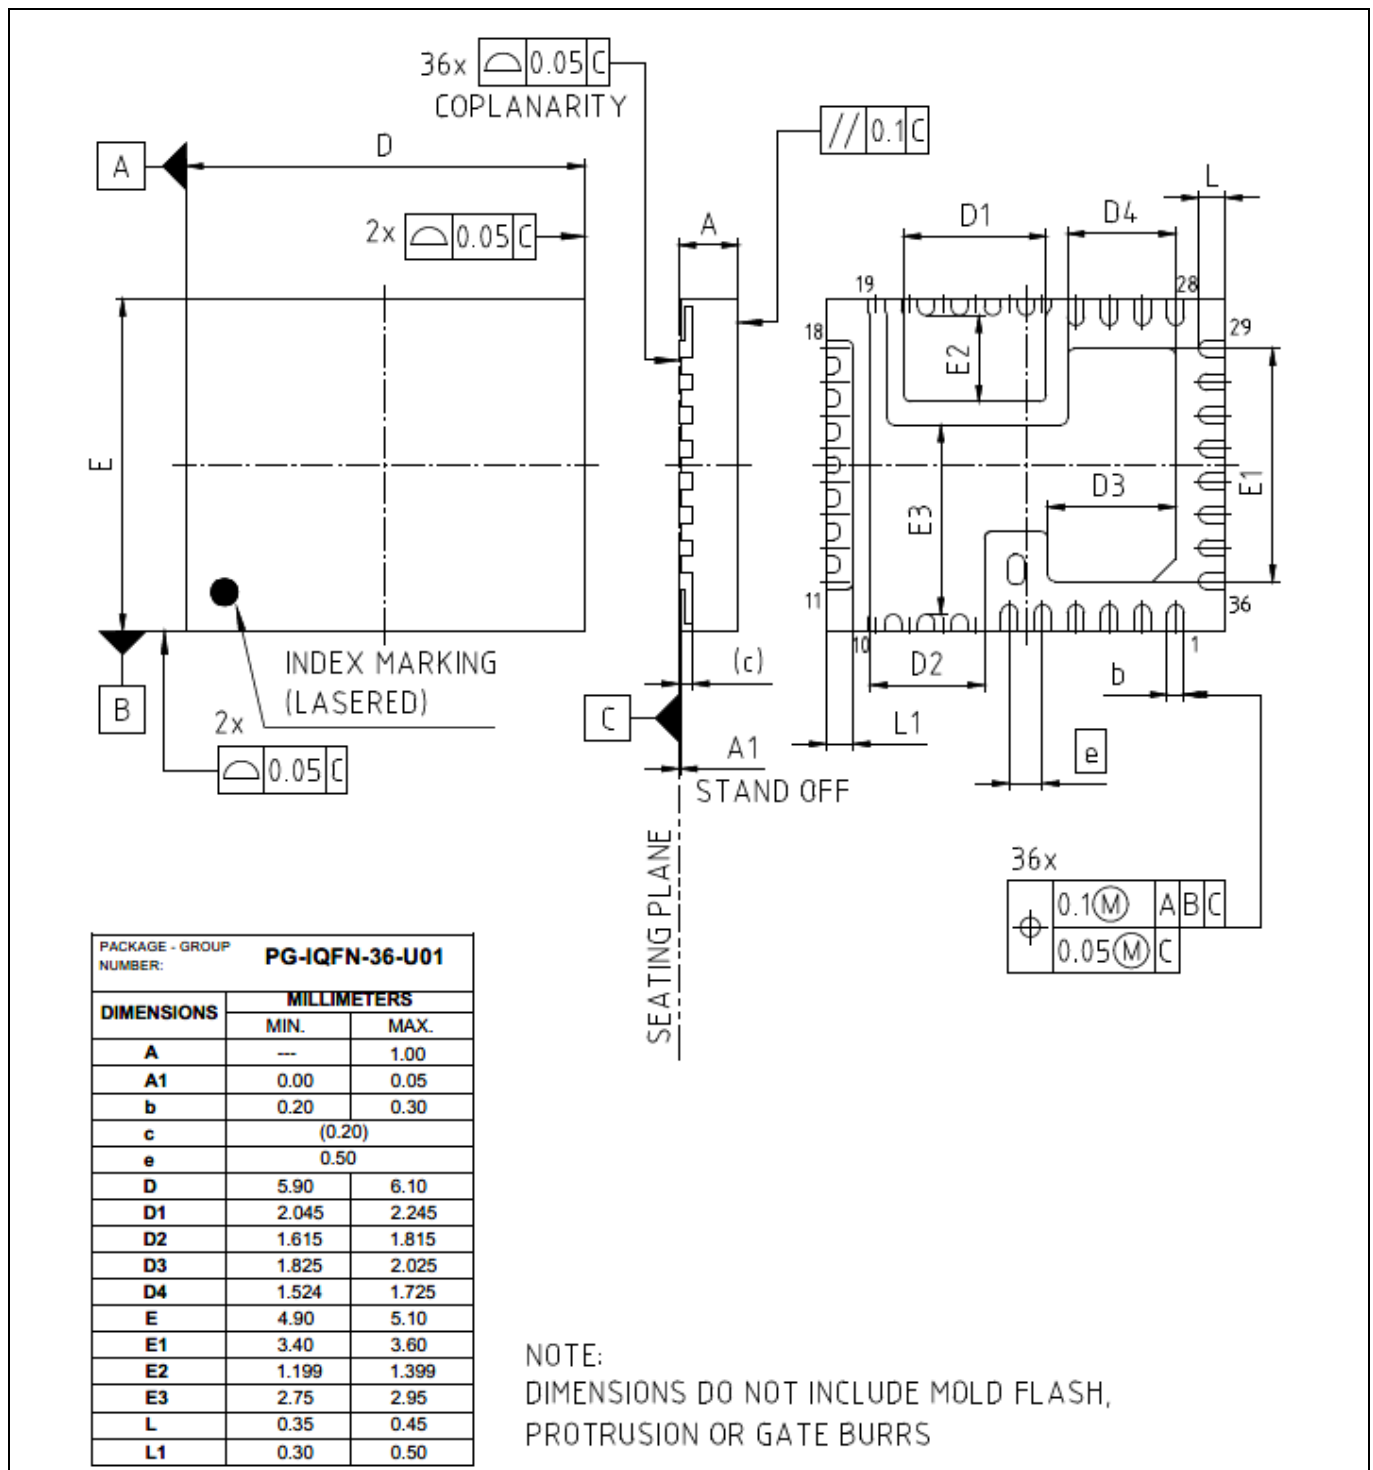 36x 0.05 C
COPLANARITY
// 0.1 C
A
D
2x 0.05 C
A
D1
D4
L
19
28
18
29
E2
E
E3
D3
E1
11
36
10
1
D2
b
(c)
INDEX MARKING
(LASERED)
B
2x
0.05 C
C
L1
A1
STAND OFF
e
SEATING PLANE
36x
0.1 M A B C
0.05 M C
PACKAGE - GROUP
NUMBER:
PG-IQFN-36-U01
DIMENSIONS MILLIMETERS
MIN. MAX.
A --- 1.00
A1 0.00 0.05
b 0.20 0.30
c (0.20)
e 0.50
D 5.90 6.10
D1 2.045 2.245
D2 1.615 1.815
D3 1.825 2.025
D4 1.524 1.725
E 4.90 5.10
E1 3.40 3.60
E2 1.199 1.399
E3 2.75 2.95
L 0.35 0.45
L1 0.30 0.50
NOTE:
DIMENSIONS DO NOT INCLUDE MOLD FLASH,
PROTRUSION OR GATE BURRS